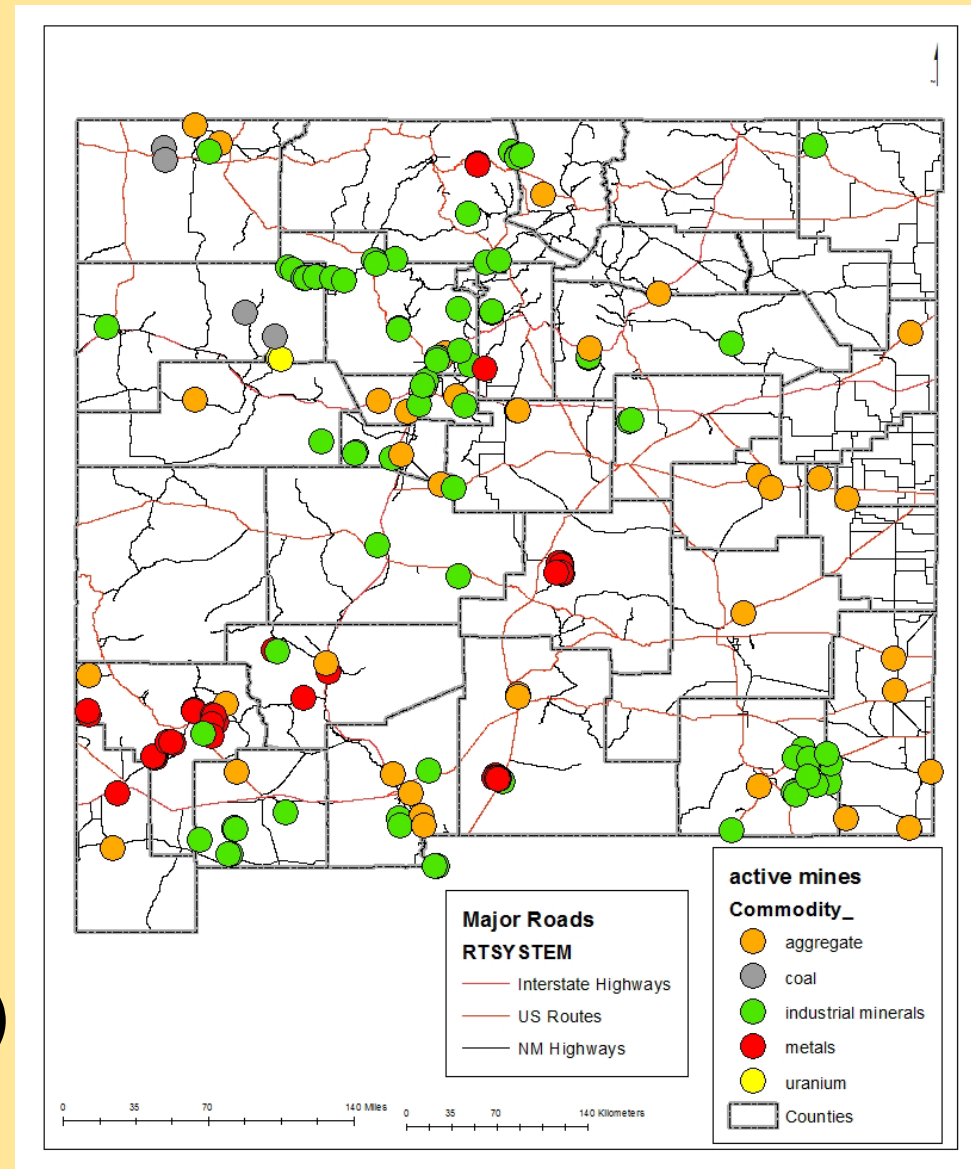 Major Roads
RTSYSTEM
Interstate Highways
US Routes
NM Highways
active mines
Commodity_
aggregate
coal
industrial minerals
metals
uranium
Counties
0 35 70 140 Miles
0 35 70 140 Kilometers